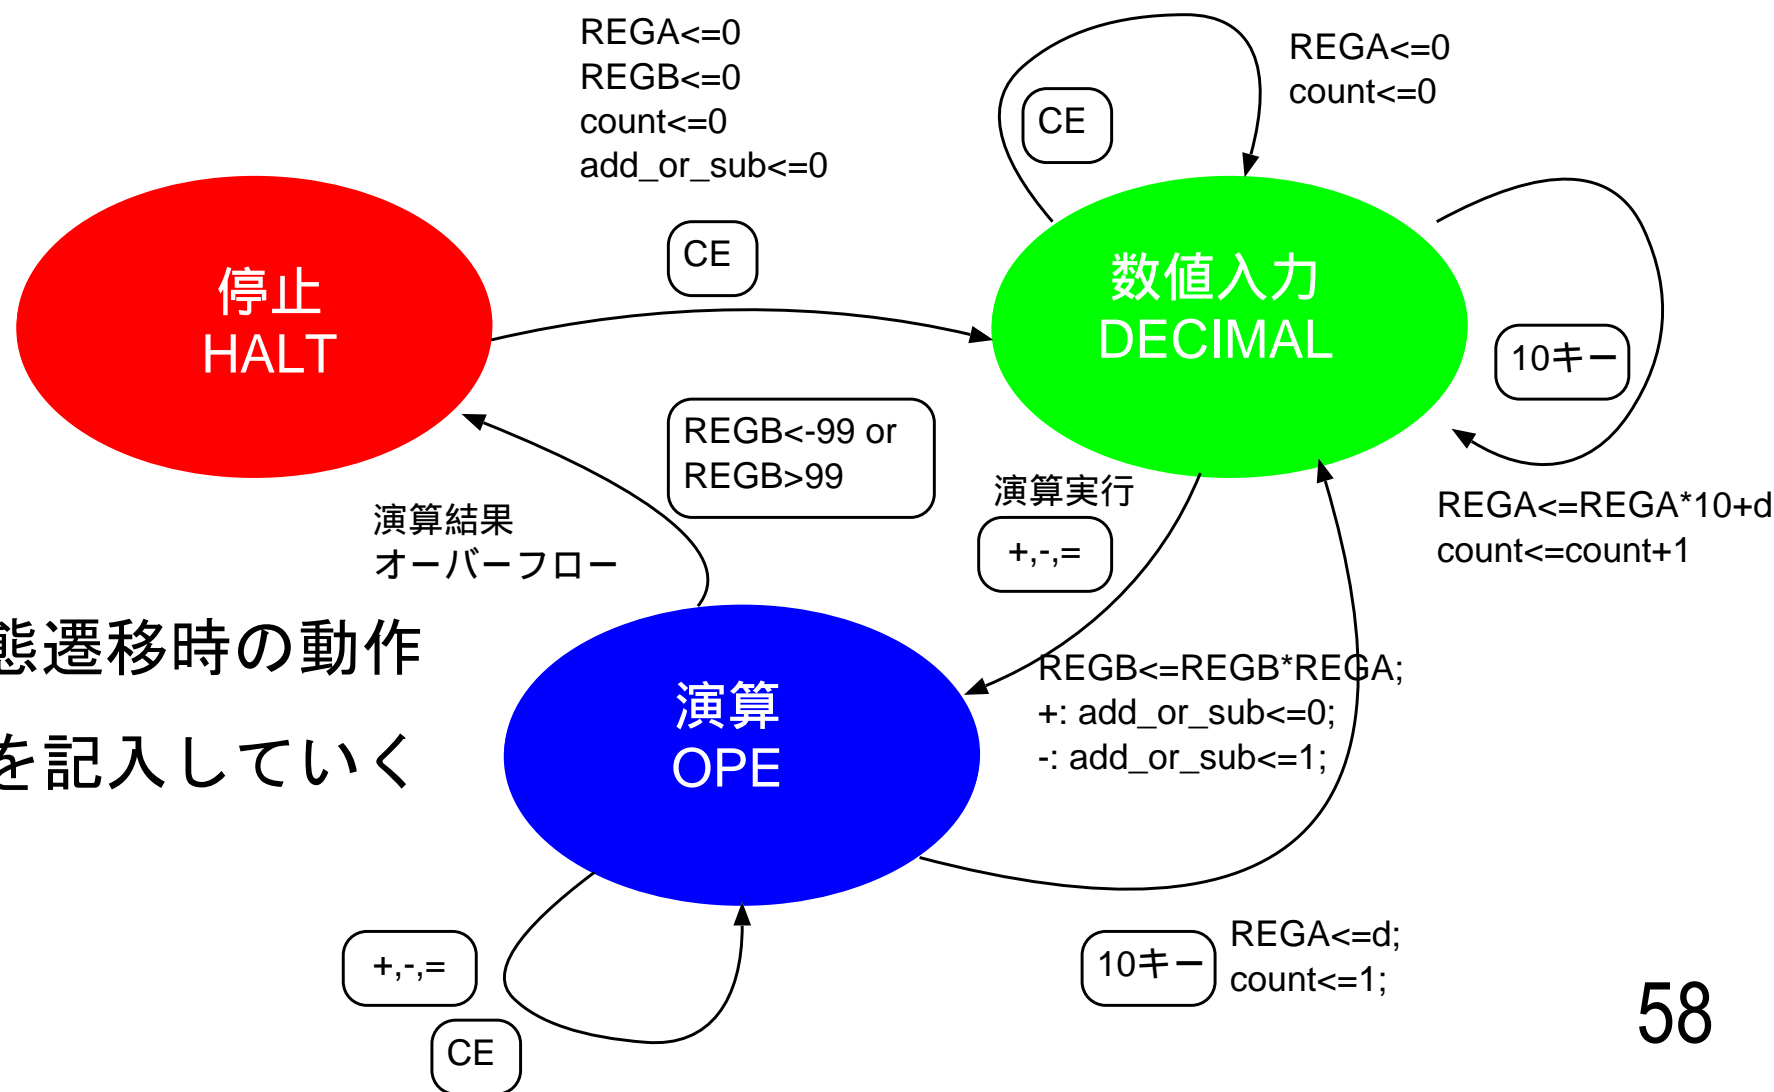 REGA<=0
REGB<=0
count<=0
add_or_sub<=0
CE
REGA<=0
count<=0
CE
停止
HALT
数値入力
DECIMAL
10キー
REGA<=REGA*10+d
count<=count+1
REGB<-99 or
REGB>99
演算結果
オーバーフロー
演算実行
+,-,=
態遷移時の動作
を記入していく
演算
OPE
REGB<=REGB*REGA;
+: add_or_sub<=0;
-: add_or_sub<=1;
+,-,=
CE
10キー
REGA<=d;
count<=1;
58